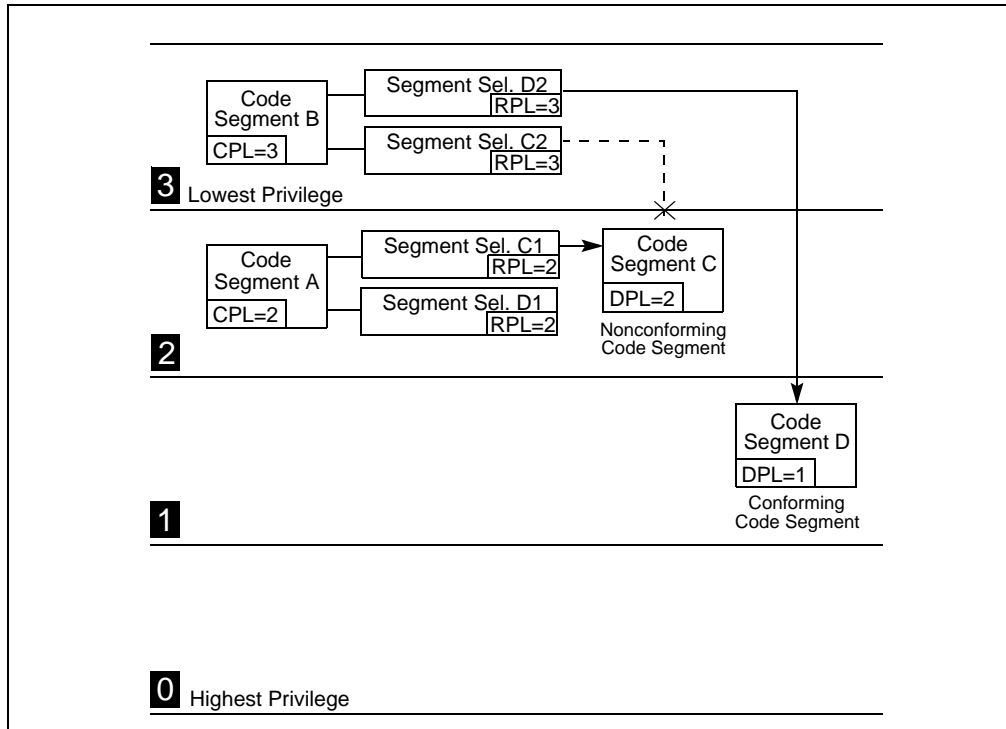 Segment Sel. D2
RPL=3
Code
Segment B
CPL=3
Segment Sel. C2
RPL=3
3 Lowest Privilege
Segment Sel. C1
RPL=2
Code
Segment A
CPL=2
Segment Sel. D1
RPL=2
Code
Segment C
DPL=2
Nonconforming
Code Segment
2
Code
Segment D
DPL=1
Conforming
Code Segment
1
0 Highest Privilege